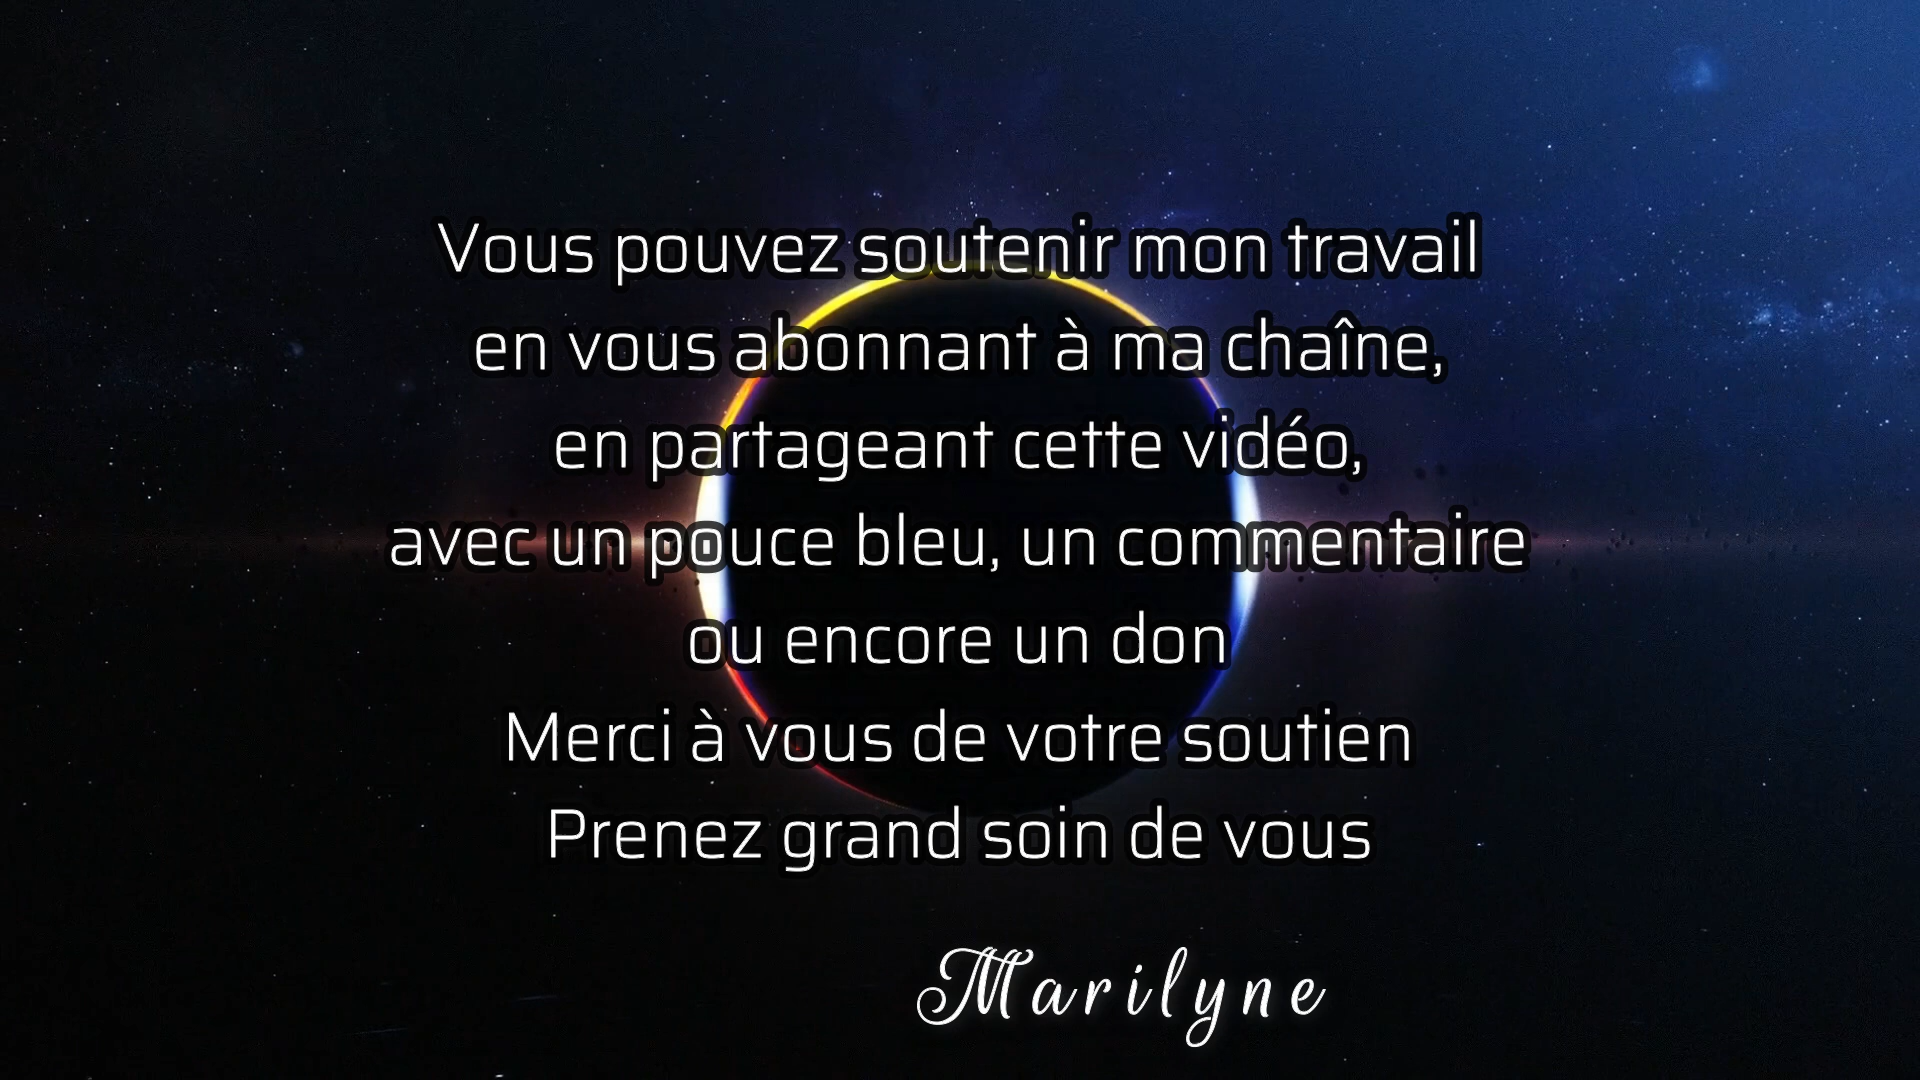 Vous pouvez soutenir mon travail
en vous abonnant à ma chaîne,
en partageant cette vidéo,
avec un pouce bleu, un commentaire
ou encore un don
Merci à vous de votre soutien
Prenez grand soin de vous
Marilyne